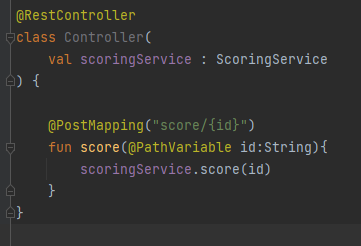 @RestController
class Controller(
    val scoringService : ScoringService
) {

    @PostMapping("score/{id}")
    fun score(@PathVariable id:String){
        scoringService.score(id)
    }
}